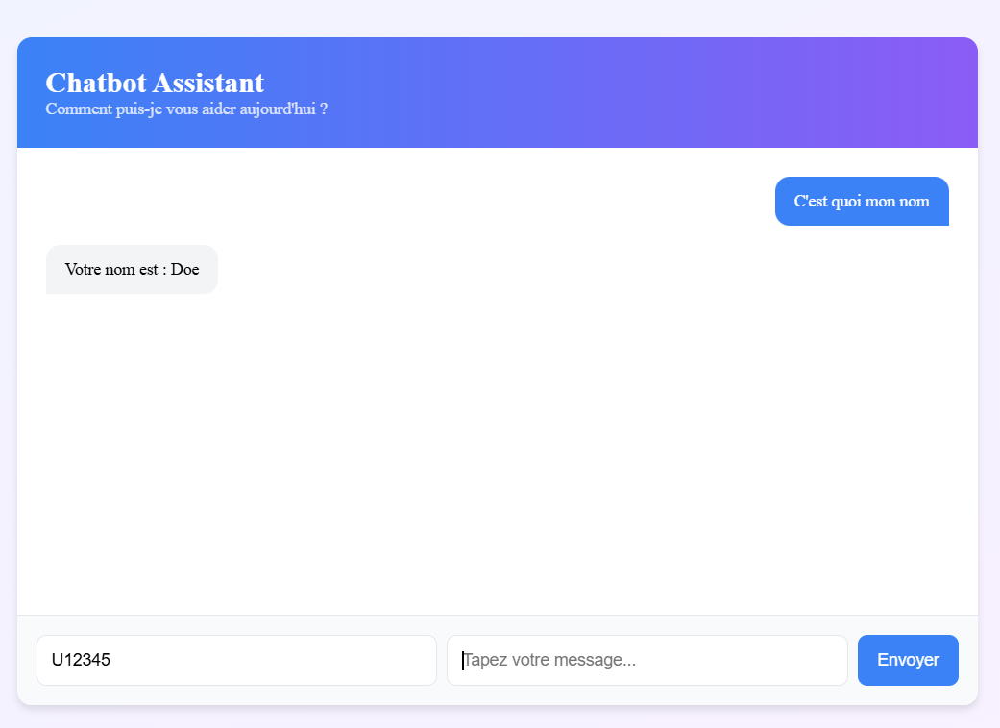 Chatbot Assistant
Comment puis-je vous aider aujourd'hui ?
C'est quoi mon nom
Votre nom est : Doe
U12345
Tapez votre message...
Envoyer